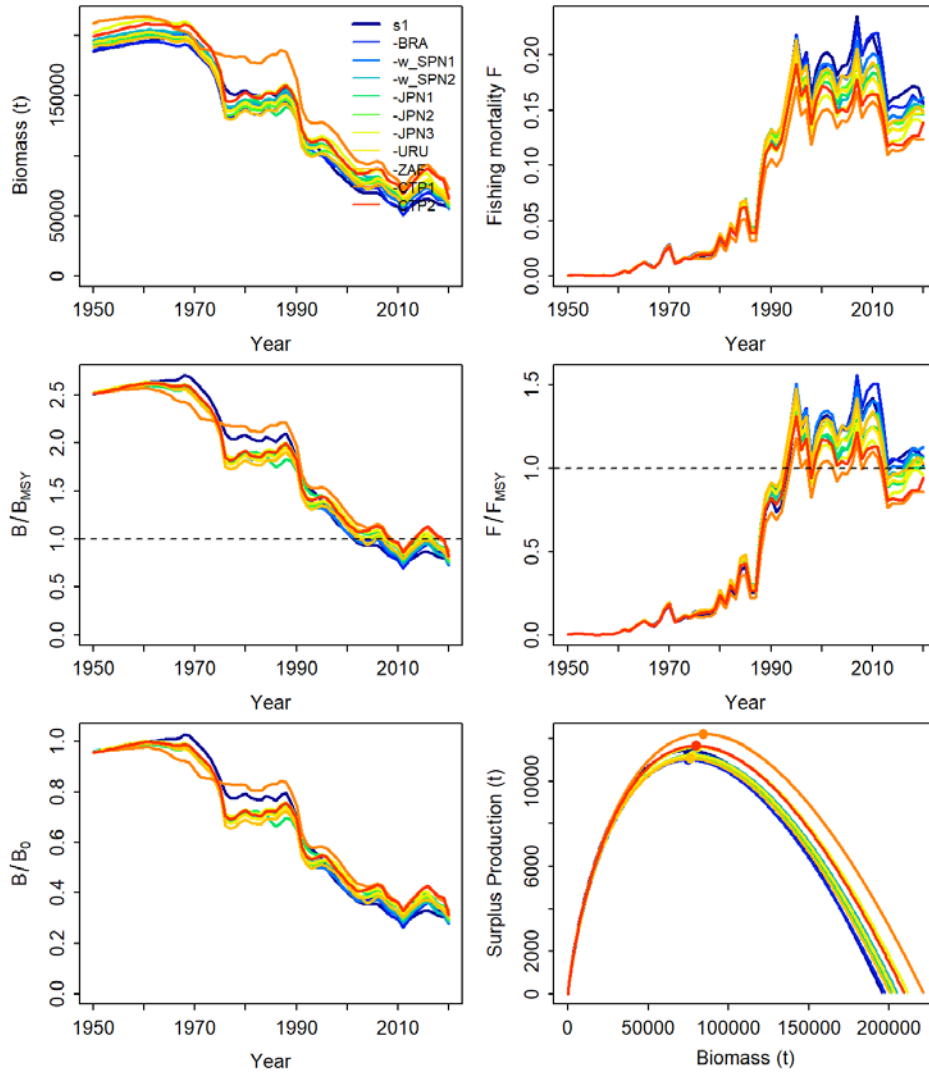 Biomass (t)
0
50000
150000
1950
1970
1990
2010
Year
s1
-BRA
-w_SPN1
-w_SPN2
-JPN1
-JPN2
-JPN3
-URU
-ZAF
-CTP1
-CTP2
Fishing mortality F
0.00
0.05
0.10
0.15
0.20
1950
1970
1990
2010
Year
B/BMSY
0.0
0.5
1.0
1.5
2.0
2.5
1950
1970
1990
2010
Year
F/FMSY
0.0
0.5
1.0
1.5
1950
1970
1990
2010
Year
B/B0
0.0
0.2
0.4
0.6
0.8
1.0
1950
1970
1990
2010
Year
Surplus Production (t)
0
2000
6000
10000
0
50000
100000
150000
200000
Biomass (t)